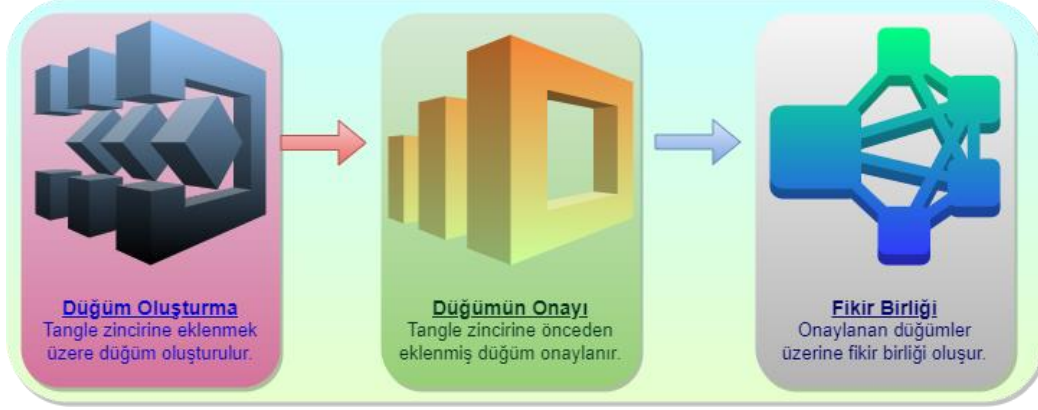 Düğüm Oluşturma
Tangle zincirine eklenmek
üzere düğüm oluşturulur.
Düğümün Onayı
Tangle zincirine önceden
eklenmiş düğüm onaylanır.
Fikir Birliği
Onaylanan düğümler
üzerine fikir birliği oluşur.